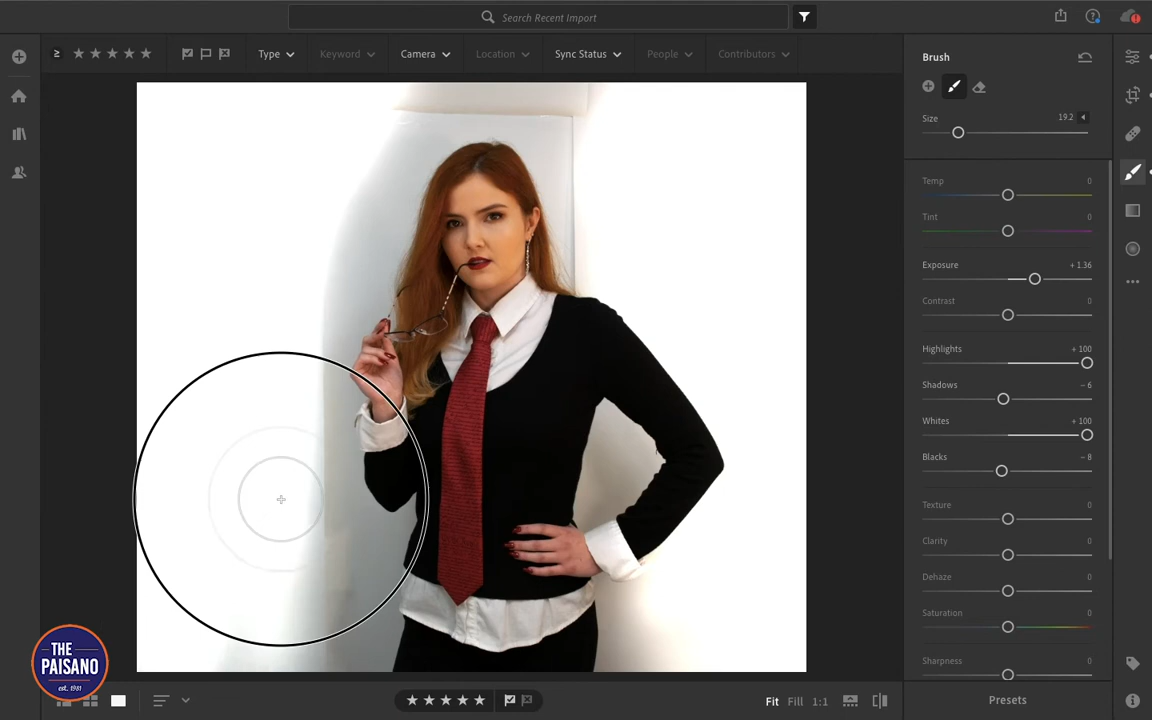 Search Recent Import
≥
Type
Keyword
Camera
Location
Sync Status
People
Contributors
Brush
Size 19.2
Temp 0
Tint 0
Exposure + 1.36
Contrast 0
Highlights + 100
Shadows − 6
Whites + 100
Blacks − 8
Texture 0
Clarity 0
Dehaze 0
Saturation 0
Sharpness 0
THE
PAISANO
est. 1981
Fit Fill 1:1
Presets